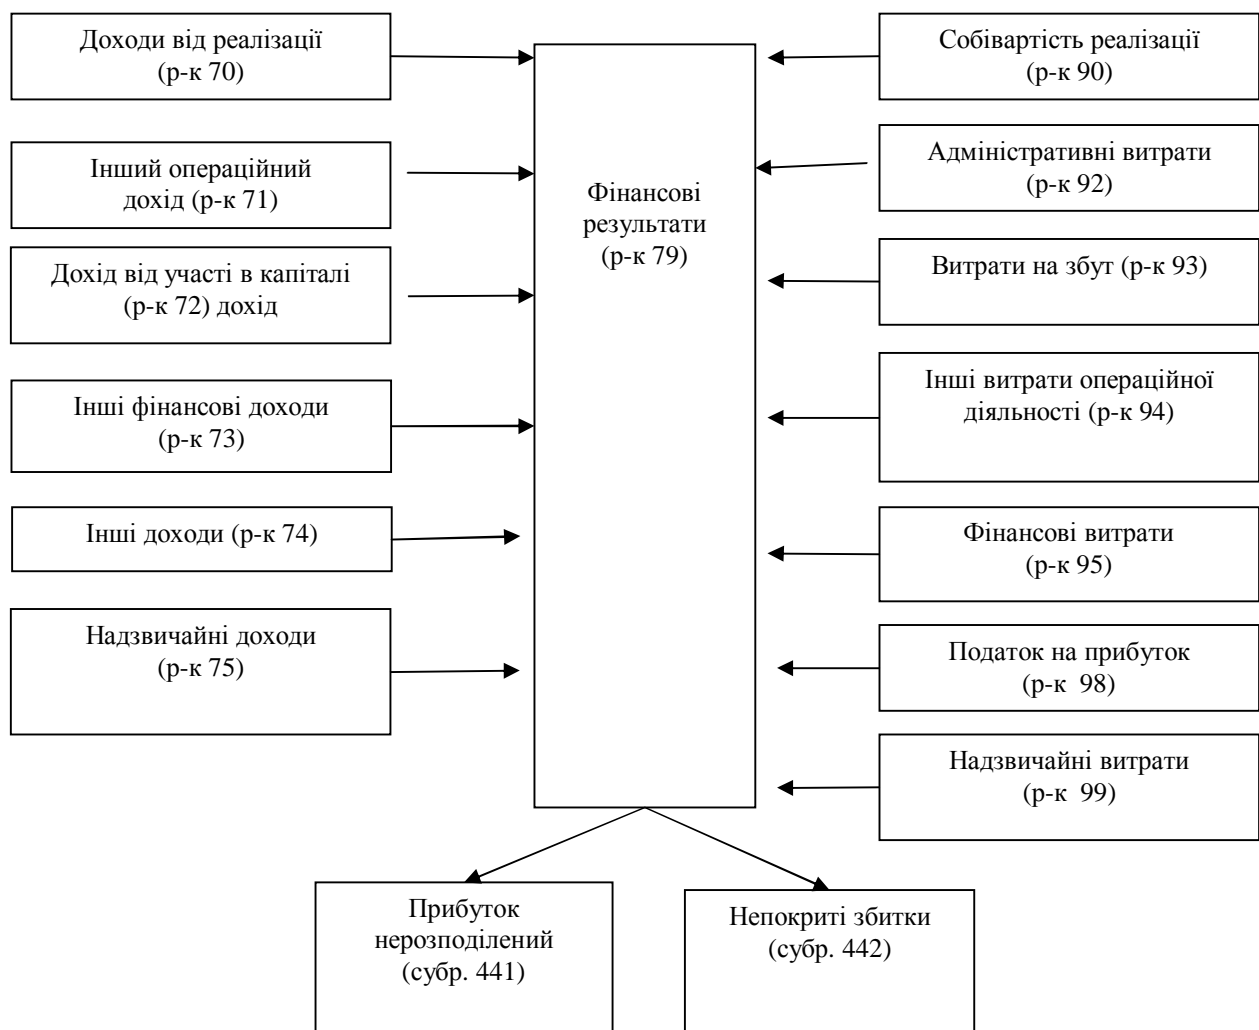 Доходи від реалізації
(р-к 70)
Інший операційний
дохід (р-к 71)
Дохід від участі в капіталі
(р-к 72) дохід
Інші фінансові доходи
(р-к 73)
Інші доходи (р-к 74)
Надзвичайні доходи
(р-к 75)
Фінансові
результати
(р-к 79)
Собівартість реалізації
(р-к 90)
Адміністративні витрати
(р-к 92)
Витрати на збут (р-к 93)
Інші витрати операційної
діяльності (р-к 94)
Фінансові витрати
(р-к 95)
Податок на прибуток
(р-к  98)
Надзвичайні витрати
(р-к  99)
Прибуток
нерозподілений
(субр. 441)
Непокриті збитки
(субр. 442)